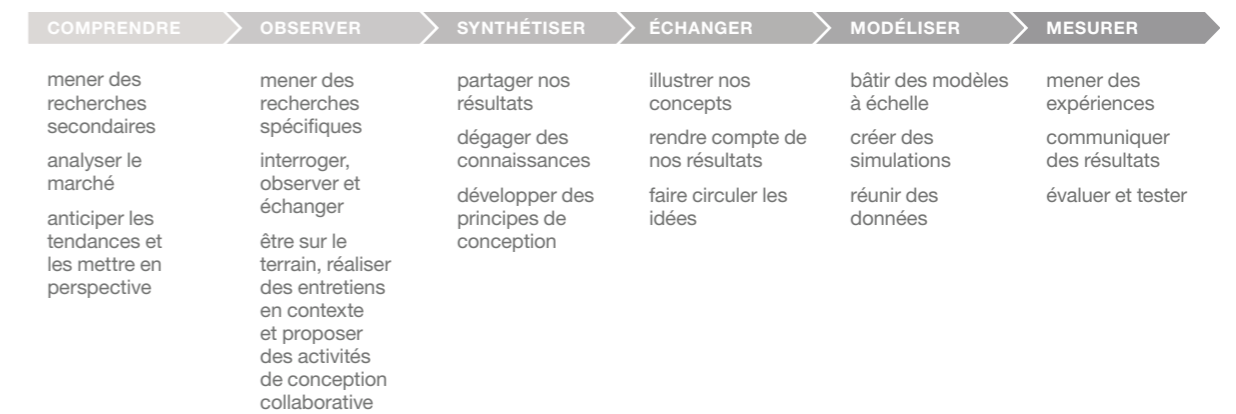 COMPRENDRE
mener des
recherches
secondaires
analyser le
marché
anticiper les
tendances et
les mettre en
perspective
OBSERVER
mener des
recherches
spécifiques
interroger,
observer et
échanger
être sur le
terrain, réaliser
des entretiens
en contexte
et proposer
des activités
de conception
collaborative
SYNTHÉTISER
partager nos
résultats
dégager des
connaissances
développer des
principes de
conception
ÉCHANGER
illustrer nos
concepts
rendre compte de
nos résultats
faire circuler les
idées
MODÉLISER
bâtir des modèles
à échelle
créer des
simulations
réunir des
données
MESURER
mener des
expériences
communiquer
des résultats
évaluer et tester